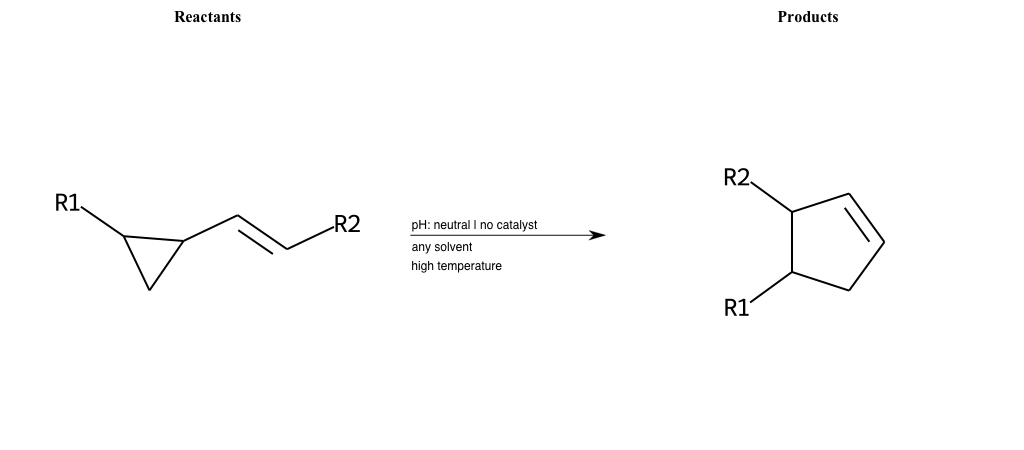 Reactants
Products
R1
R2
pH: neutral | no catalyst
any solvent
high temperature
R2
R1